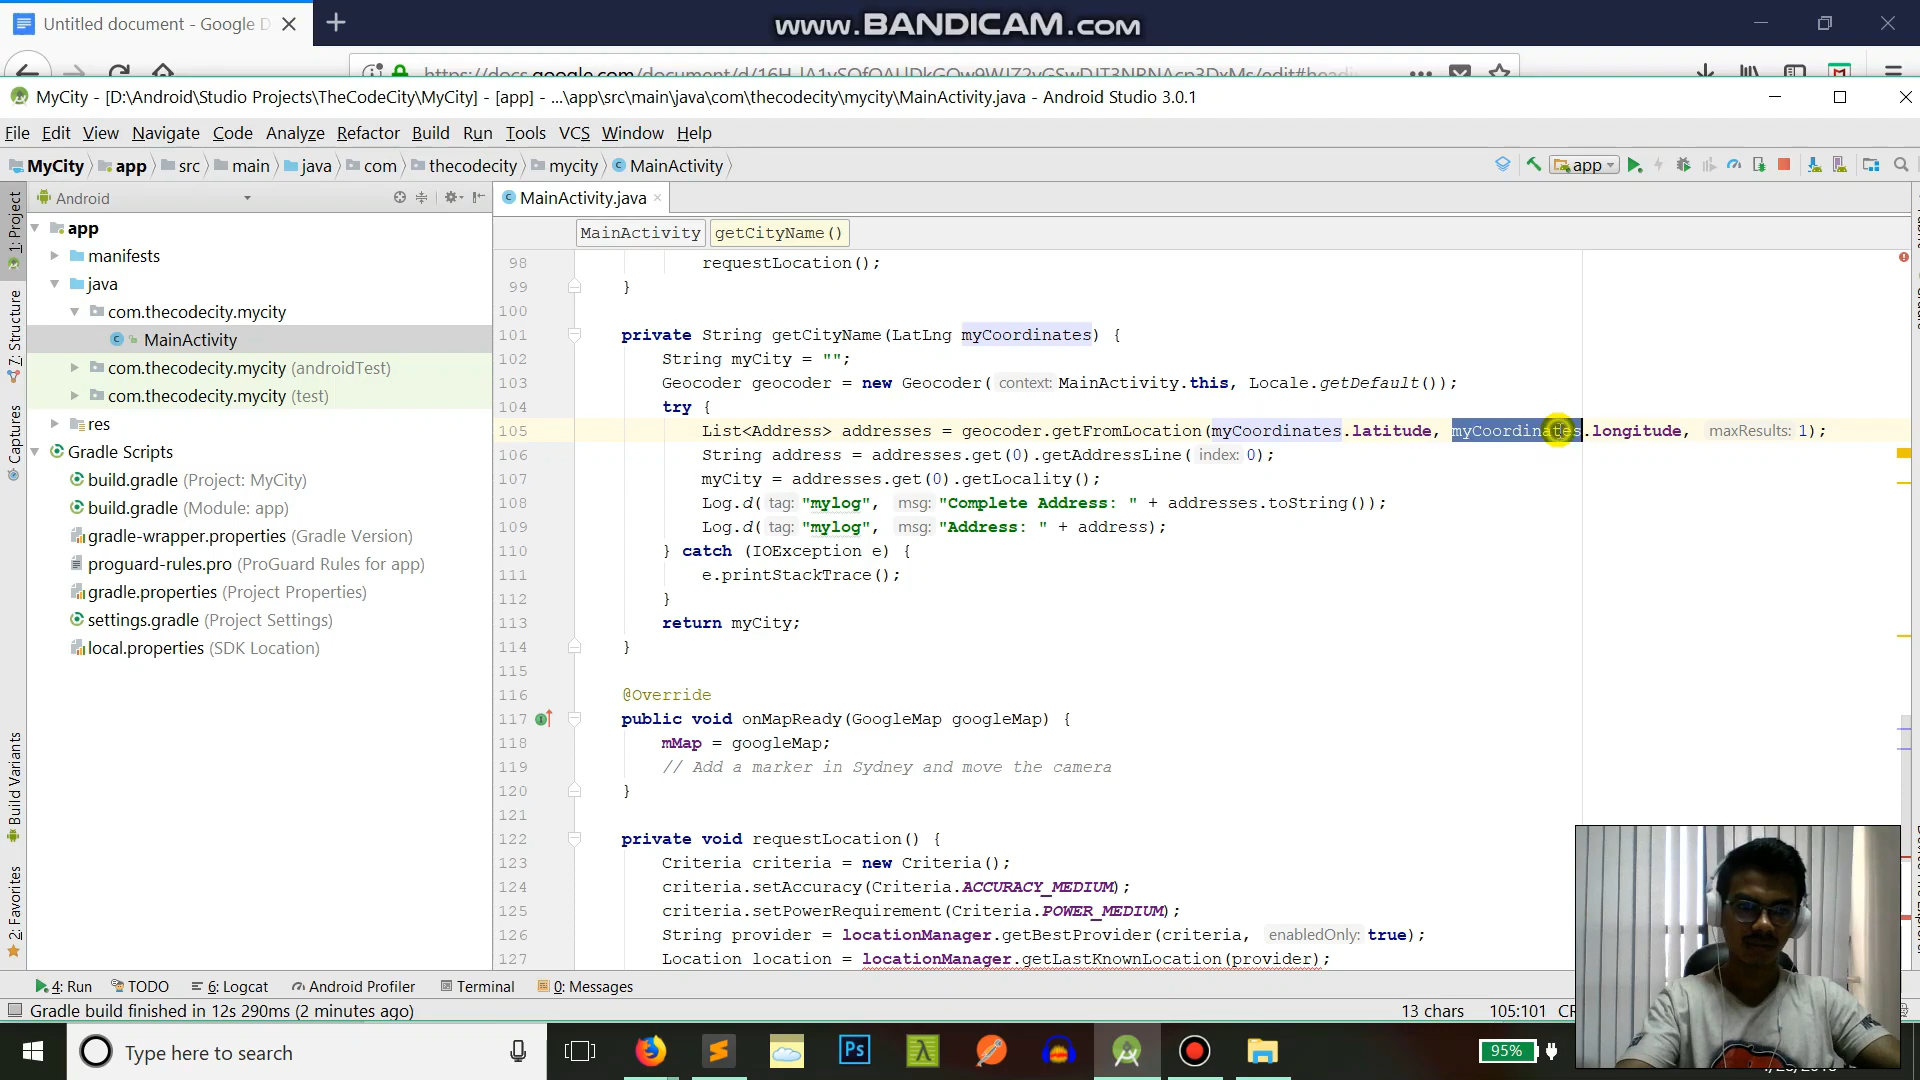 Untitled document - Google D
www.BANDICAM.com
MyCity - [D:\Android\Studio Projects\TheCodeCity\MyCity] - [app] - ...\app\src\main\java\com\thecodecity\mycity\MainActivity.java - Android Studio 3.0.1
File Edit View Navigate Code Analyze Refactor Build Run Tools VCS Window Help
MyCity app src main java com thecodecity mycity MainActivity
app
Android
MainActivity.java
MainActivity getCityName()
1: Project
7: Structure
Captures
Build Variants
2: Favorites
app
manifests
java
com.thecodecity.mycity
MainActivity
com.thecodecity.mycity (androidTest)
com.thecodecity.mycity (test)
res
Gradle Scripts
build.gradle (Project: MyCity)
build.gradle (Module: app)
gradle-wrapper.properties (Gradle Version)
proguard-rules.pro (ProGuard Rules for app)
gradle.properties (Project Properties)
settings.gradle (Project Settings)
local.properties (SDK Location)
98 requestLocation();
99 }
100
101 private String getCityName(LatLng myCoordinates) {
102 String myCity = "";
103 Geocoder geocoder = new Geocoder( context: MainActivity.this, Locale.getDefault());
104 try {
105 List<Address> addresses = geocoder.getFromLocation(myCoordinates.latitude, myCoordinates.longitude, maxResults: 1);
106 String address = addresses.get(0).getAddressLine( index: 0);
107 myCity = addresses.get(0).getLocality();
108 Log.d( tag: "mylog", msg: "Complete Address: " + addresses.toString());
109 Log.d( tag: "mylog", msg: "Address: " + address);
110 } catch (IOException e) {
111 e.printStackTrace();
112 }
113 return myCity;
114 }
115
116 @Override
117 public void onMapReady(GoogleMap googleMap) {
118 mMap = googleMap;
119 // Add a marker in Sydney and move the camera
120 }
121
122 private void requestLocation() {
123 Criteria criteria = new Criteria();
124 criteria.setAccuracy(Criteria.ACCURACY_MEDIUM);
125 criteria.setPowerRequirement(Criteria.POWER_MEDIUM);
126 String provider = locationManager.getBestProvider(criteria, enabledOnly: true);
127 Location location = locationManager.getLastKnownLocation(provider);
4: Run TODO 6: Logcat Android Profiler Terminal 0: Messages
Gradle build finished in 12s 290ms (2 minutes ago) 13 chars 105:101
Type here to search
Ps
95%